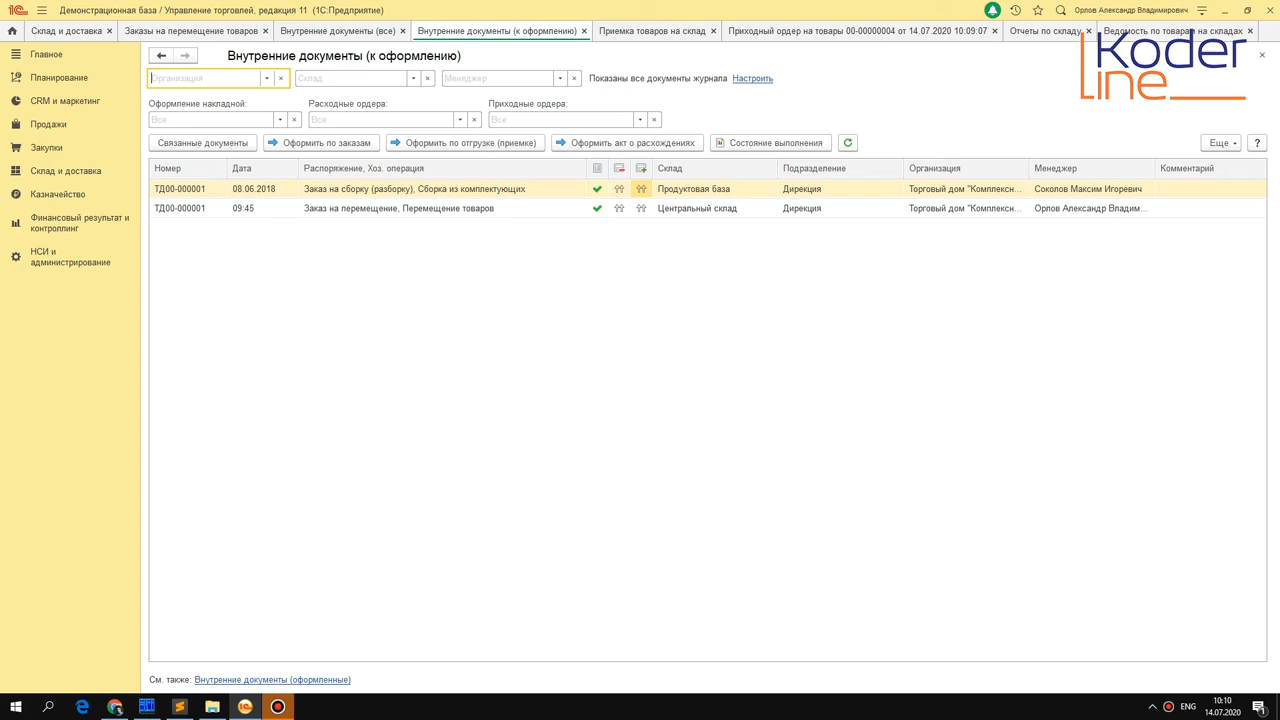 Демонстрационная база / Управление торговлей, редакция 11 (1С:Предприятие)
Орлов Александр Владимирович
Склад и доставка
Заказы на перемещение товаров
Внутренние документы (все)
Внутренние документы (к оформлению)
Приемка товаров на склад
Приходный ордер на товары 00-00000004 от 14.07.2020 10:09:07
Отчеты по складу
Ведомость по товарам на складах
Koder
line
Главное
Планирование
CRM и маркетинг
Продажи
Закупки
Склад и доставка
Казначейство
Финансовый результат и
контроллинг
НСИ и
администрирование
Внутренние документы (к оформлению)
Организация
Склад
Менеджер
Показаны все документы журнала Настроить
Оформление накладной: Расходные ордера: Приходные ордера:
Все Все Все
Связанные документы Оформить по заказам Оформить по отгрузке (приемке) Оформить акт о расхождениях Состояние выполнения Еще ?
Номер Дата Распоряжение, Хоз. операция Склад Подразделение Организация Менеджер Комментарий
ТД00-000001 08.06.2018 Заказ на сборку (разборку), Сборка из комплектующих Продуктовая база Дирекция Торговый дом "Комплексн... Соколов Максим Игоревич
ТД00-000001 09:45 Заказ на перемещение, Перемещение товаров Центральный склад Дирекция Торговый дом "Комплексн... Орлов Александр Владим...
См. также: Внутренние документы (оформленные)
ENG
10:10
14.07.2020